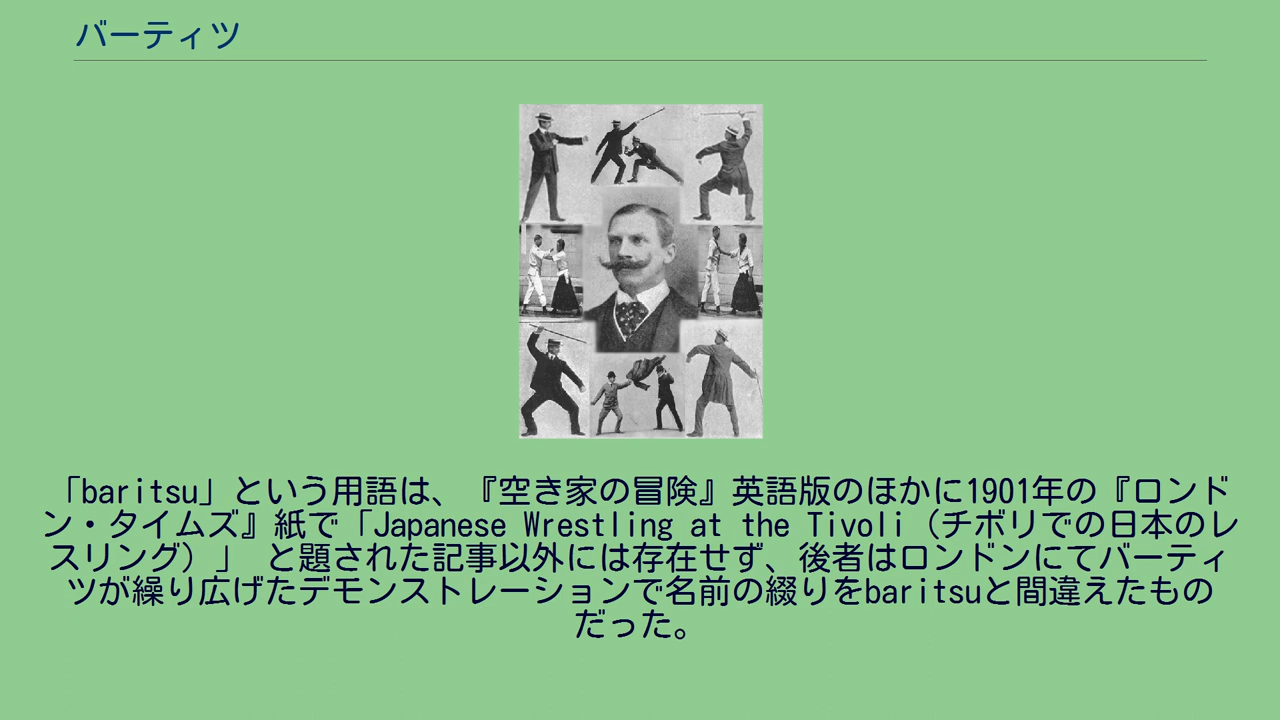 バーティツ
「baritsu」という用語は、『空き家の冒険』英語版のほかに1901年の『ロンド
ン・タイムズ』紙で「Japanese Wrestling at the Tivoli（チボリでの日本のレ
スリング）」 と題された記事以外には存在せず、後者はロンドンにてバーティ
ツが繰り広げたデモンストレーションで名前の綴りをbaritsuと間違えたもの
だった。